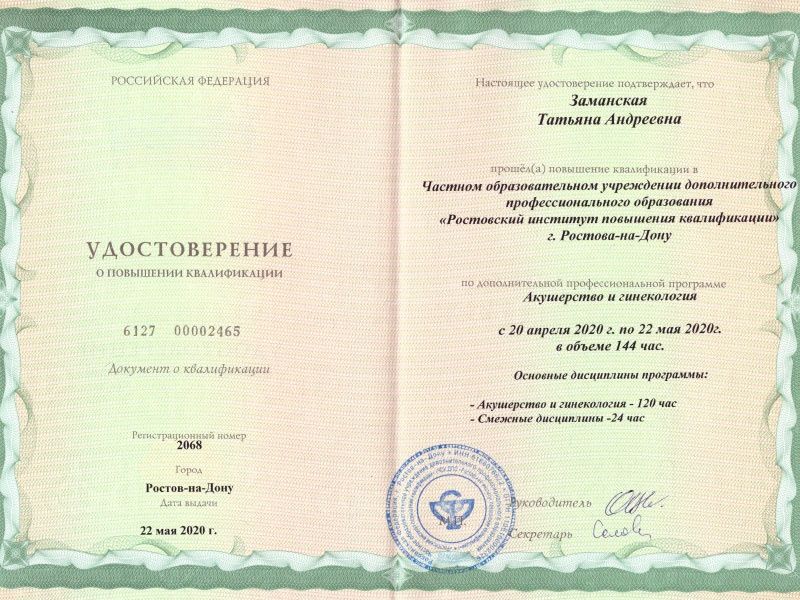 РОССИЙСКАЯ ФЕДЕРАЦИЯ
УДОСТОВЕРЕНИЕ
О ПОВЫШЕНИИ КВАЛИФИКАЦИИ
6127 00002465
Документ о квалификации
Регистрационный номер
2068
Город
Ростов-на-Дону
Дата выдачи
22 мая 2020 г.
Настоящее удостоверение подтверждает, что
Заманская
Татьяна Андреевна
прошёл(а) повышение квалификации в
Частном образовательном учреждении дополнительного
профессионального образования
«Ростовский институт повышения квалификации»
г. Ростова-на-Дону
по дополнительной профессиональной программе
Акушерство и гинекология
с 20 апреля 2020 г. по 22 мая 2020г.
в объеме 144 час.
Основные дисциплины программы:
- Акушерство и гинекология - 120 час
- Смежные дисциплины -24 час
М.П.
Руководитель
Секретарь